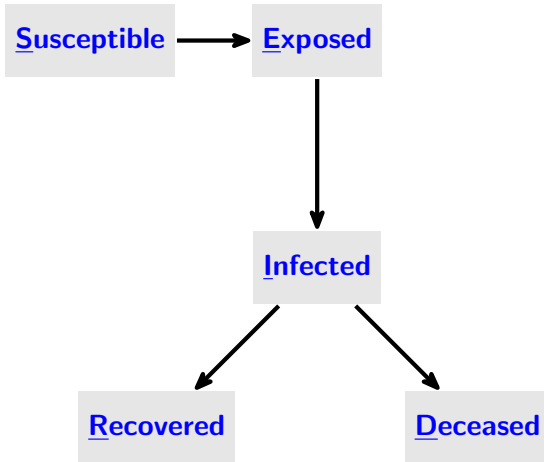 Susceptible
Exposed
Infected
Recovered
Deceased